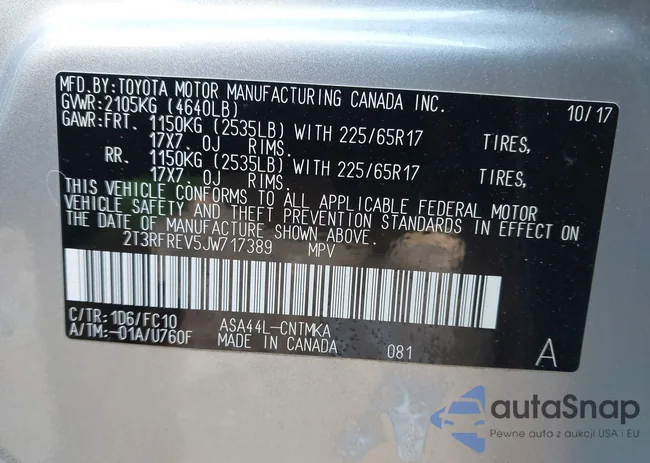 MFD.BY:TOYOTA MOTOR MANUFACTURING CANADA INC.
GVWR:2105KG (4640LB) 10/17
GAWR:FRT. 1150KG (2535LB) WITH 225/65R17 TIRES,
17X7.0J RIMS.
RR. 1150KG (2535LB) WITH 225/65R17 TIRES,
17X7.0J RIMS.
THIS VEHICLE CONFORMS TO ALL APPLICABLE FEDERAL MOTOR
VEHICLE SAFETY AND THEFT PREVENTION STANDARDS IN EFFECT ON
THE DATE OF MANUFACTURE SHOWN ABOVE.
2T3RFREV5JW717389 MPV
C/TR:1D6/FC10 ASA44L-CNTMKA
A/TM:-01A/U760F MADE IN CANADA 081 A
autaSnap
Pewne auta z aukcji USA i EU